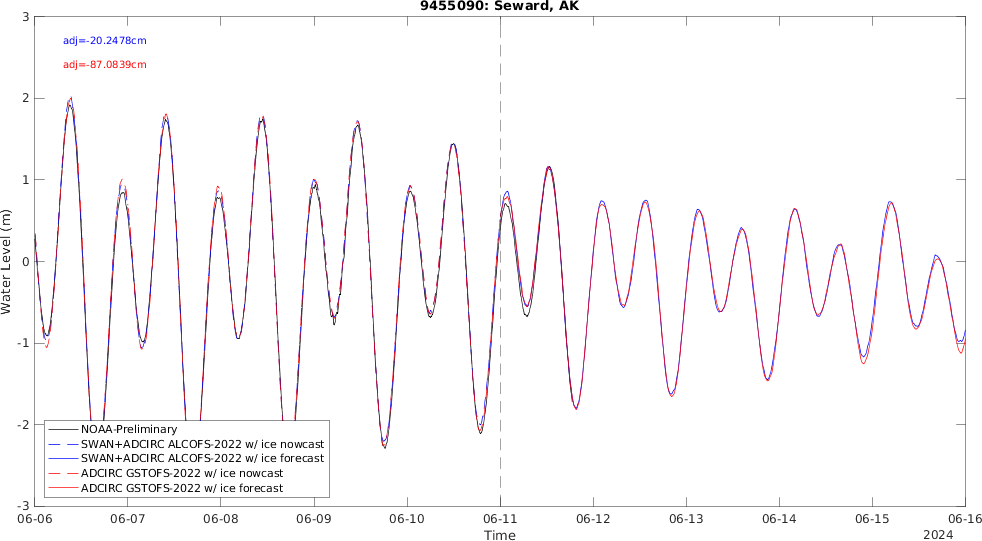 9455090: Seward, AK
adj=-20.2478cm
adj=-87.0839cm
3
2
1
0
-1
-2
-3
Water Level (m)
NOAA-Preliminary
SWAN+ADCIRC ALCOFS-2022 w/ ice nowcast
SWAN+ADCIRC ALCOFS-2022 w/ ice forecast
ADCIRC GSTOFS-2022 w/ ice nowcast
ADCIRC GSTOFS-2022 w/ ice forecast
06-06 06-07 06-08 06-09 06-10 06-11 06-12 06-13 06-14 06-15 06-16
Time
2024